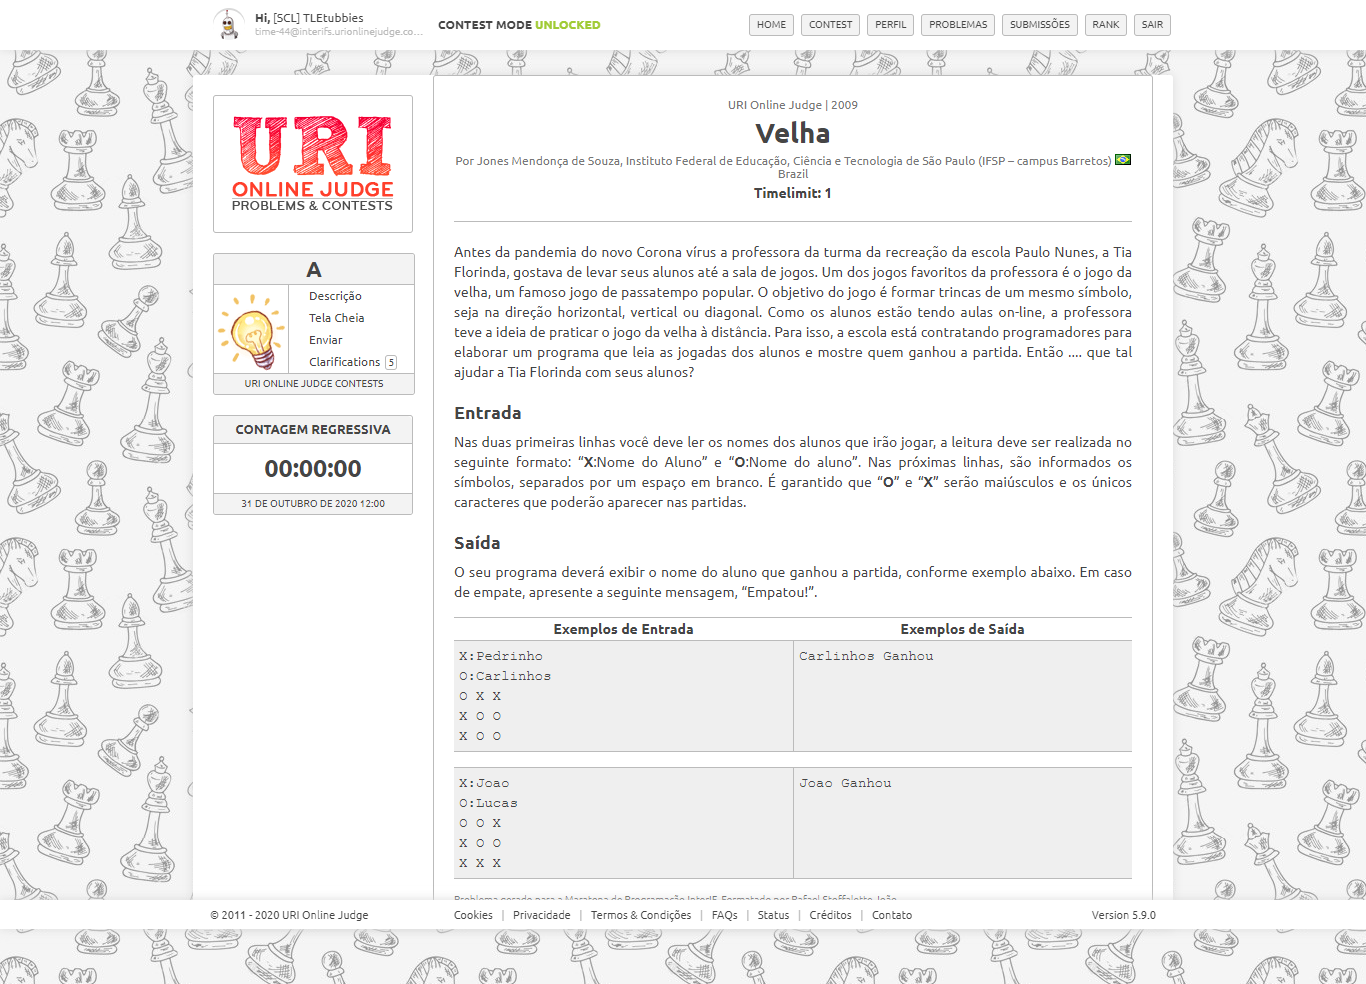 Hi, [SCL] TLEtubbies
time-44@interifs.urionlinejudge.co...
CONTEST MODE UNLOCKED
HOME
CONTEST
PERFIL
PROBLEMAS
SUBMISSÕES
RANK
SAIR
URI
ONLINE JUDGE
PROBLEMS & CONTESTS
A
Descrição
Tela Cheia
Enviar
Clarifications 5
URI ONLINE JUDGE CONTESTS
CONTAGEM REGRESSIVA
00:00:00
31 DE OUTUBRO DE 2020 12:00
URI Online Judge | 2009
Velha
Por Jones Mendonça de Souza, Instituto Federal de Educação, Ciência e Tecnologia de São Paulo (IFSP – campus Barretos)
Brazil
Timelimit: 1
Antes da pandemia do novo Corona vírus a professora da turma da recreação da escola Paulo Nunes, a Tia
Florinda, gostava de levar seus alunos até a sala de jogos. Um dos jogos favoritos da professora é o jogo da
velha, um famoso jogo de passatempo popular. O objetivo do jogo é formar trincas de um mesmo símbolo,
seja na direção horizontal, vertical ou diagonal. Como os alunos estão tendo aulas on-line, a professora
teve a ideia de praticar o jogo da velha à distância. Para isso, a escola está contratando programadores para
elaborar um programa que leia as jogadas dos alunos e mostre quem ganhou a partida. Então .... que tal
ajudar a Tia Florinda com seus alunos?
Entrada
Nas duas primeiras linhas você deve ler os nomes dos alunos que irão jogar, a leitura deve ser realizada no
seguinte formato: “X:Nome do Aluno” e “O:Nome do aluno”. Nas próximas linhas, são informados os
símbolos, separados por um espaço em branco. É garantido que “O” e “X” serão maiúsculos e os únicos
caracteres que poderão aparecer nas partidas.
Saída
O seu programa deverá exibir o nome do aluno que ganhou a partida, conforme exemplo abaixo. Em caso
de empate, apresente a seguinte mensagem, “Empatou!”.
Exemplos de Entrada
Exemplos de Saída
X:Pedrinho
O:Carlinhos
O X X
X O O
X O O
Carlinhos Ganhou
X:Joao
O:Lucas
O O X
X O O
X X X
Joao Ganhou
Problema gerado para a Maratona de Programação InterIF. Formatado por Rafael Stoffalette João.
© 2011 - 2020 URI Online Judge
Cookies | Privacidade | Termos & Condições | FAQs | Status | Créditos | Contato
Version 5.9.0